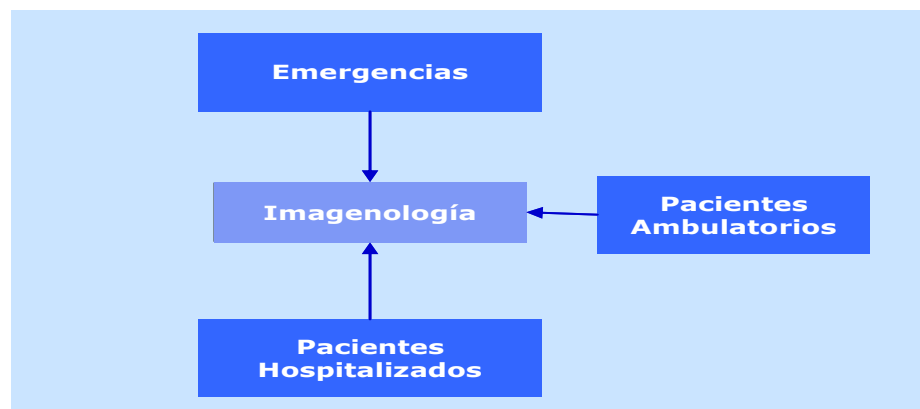 Emergencias
Imagenología
Pacientes
Ambulatorios
Pacientes
Hospitalizados